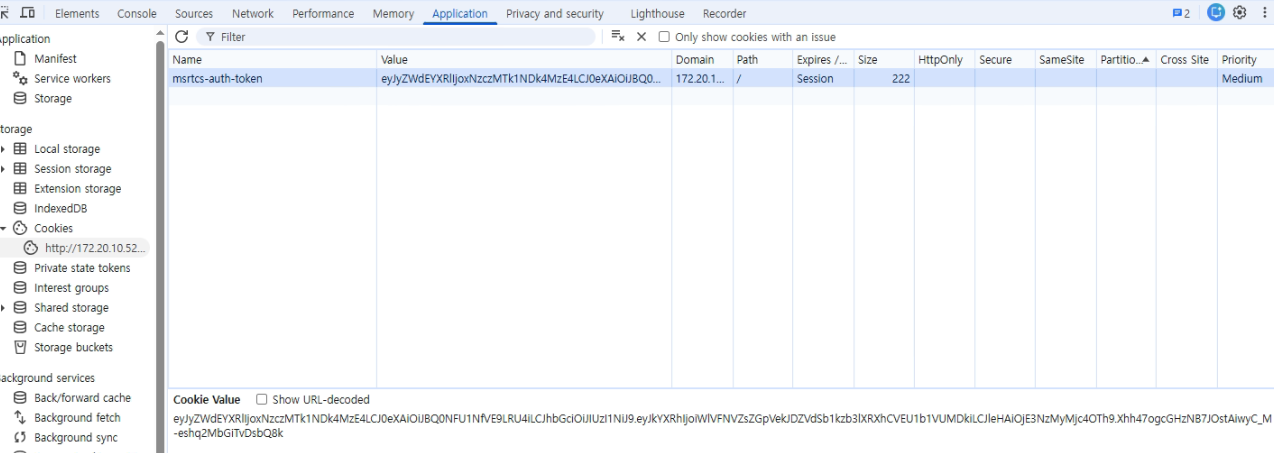 Elements Console Sources Network Performance Memory Application Privacy and security Lighthouse Recorder 2
Application
Filter
Only show cookies with an issue
Manifest
Service workers
Storage
Storage
Local storage
Session storage
Extension storage
IndexedDB
Cookies
http://172.20.10.52...
Private state tokens
Interest groups
Shared storage
Cache storage
Storage buckets
Background services
Back/forward cache
Background fetch
Background sync
Name Value Domain Path Expires /... Size HttpOnly Secure SameSite Partitio... Cross Site Priority
msrtcs-auth-token eyJyZWdEYXRlIjoxNzczMTk1NDk4MzE4LCJ0eXAiOiJBQ0... 172.20.1... / Session 222 Medium
Cookie Value Show URL-decoded
eyJyZWdEYXRlIjoxNzczMTk1NDk4MzE4LCJ0eXAiOiJBQ0NFU1NfVE9LRU4iLCJhbGciOiJIUzI1NiJ9.eyJkYXRhIjoiWlVFNVZsZGpVekJDZVdSb1kzb3lXRXhCVEU1b1VUMDkiLCJleHAiOjE3NzMyMjc4OTh9.Xhh47ogcGHzNB7JOstAiwyC_M
-eshq2MbGiTvDsbQ8k